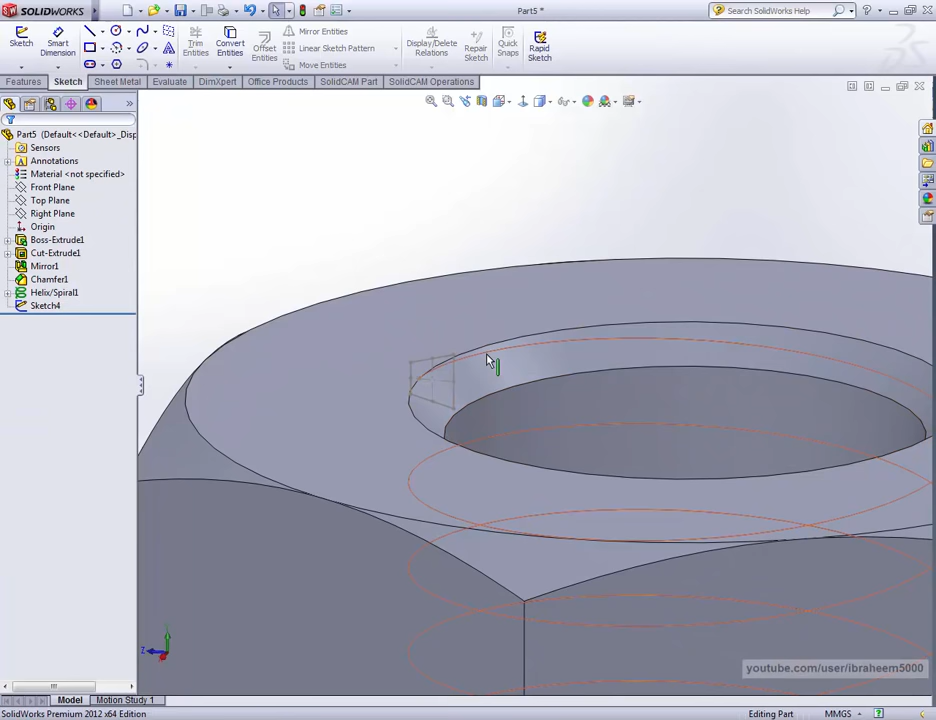 SOLIDWORKS
Part5 *
Search SolidWorks Help
Sketch
Smart
Dimension
Trim
Entities
Convert
Entities
Offset
Entities
Mirror Entities
Linear Sketch Pattern
Move Entities
Display/Delete
Relations
Repair
Sketch
Quick
Snaps
Rapid
Sketch
Features
Sketch
Sheet Metal
Evaluate
DimXpert
Office Products
SolidCAM Part
SolidCAM Operations
Part5 (Default<<Default>_Disp
Sensors
Annotations
Material <not specified>
Front Plane
Top Plane
Right Plane
Origin
Boss-Extrude1
Cut-Extrude1
Mirror1
Chamfer1
Helix/Spiral1
Sketch4
Z
youtube.com/user/ibraheem5000
Model
Motion Study 1
SolidWorks Premium 2012 x64 Edition
Editing Part
MMGS